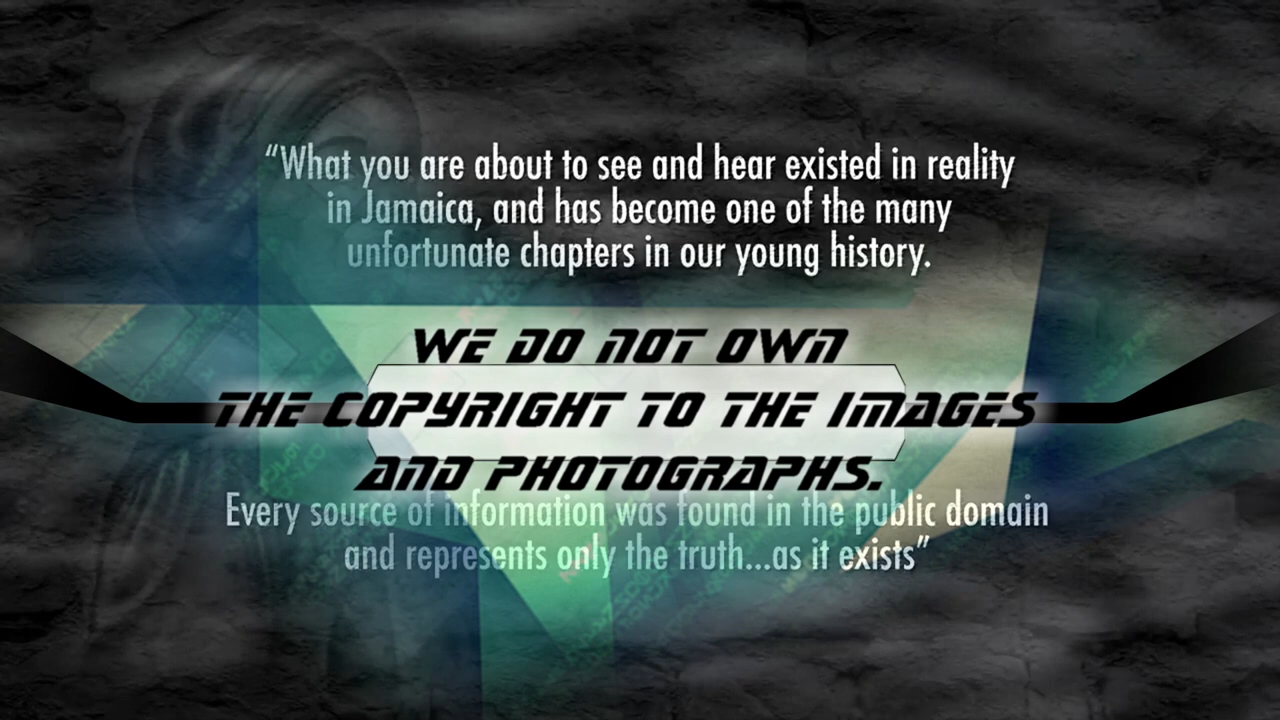 “What you are about to see and hear existed in reality
in Jamaica, and has become one of the many
unfortunate chapters in our young history.
WE DO NOT OWN
THE COPYRIGHT TO THE IMAGES
AND PHOTOGRAPHS.
Every source of information was found in the public domain
and represents only the truth...as it exists”